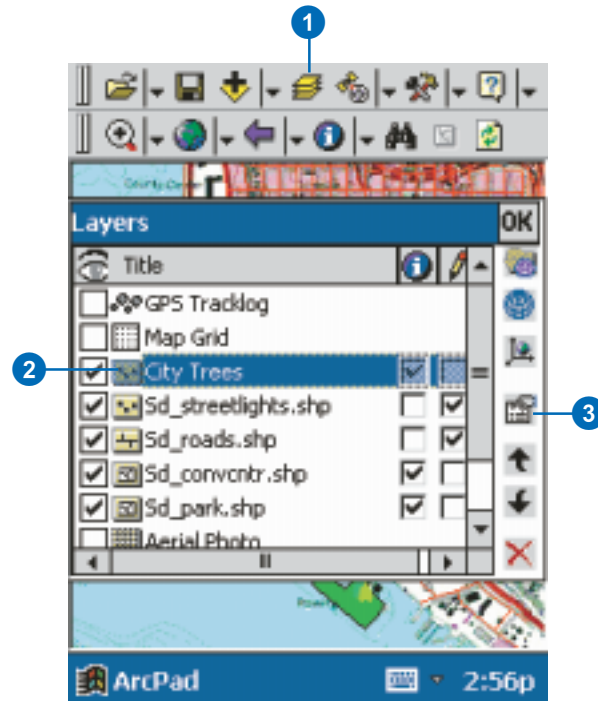 1
Layers OK
Title
GPS Tracklog
Map Grid
2
City Trees
Sd_streetlights.shp
3
Sd_roads.shp
Sd_convcntr.shp
Sd_park.shp
Aerial Photo
ArcPad 2:56p